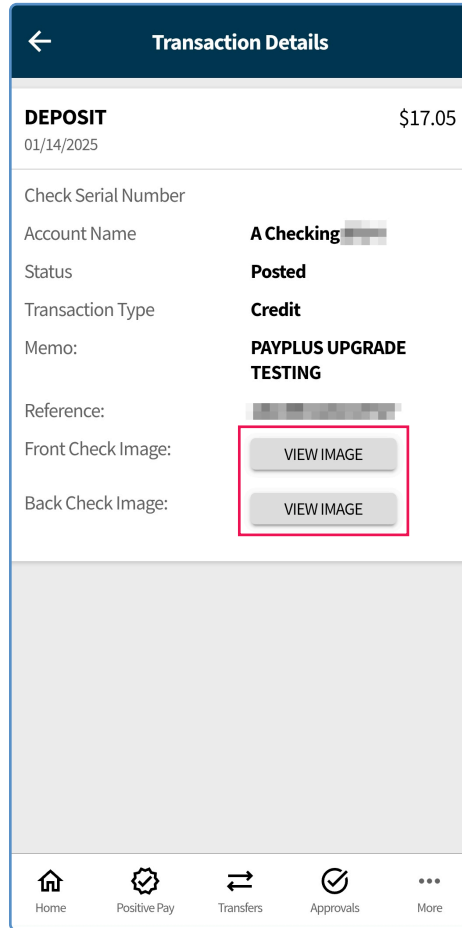 Transaction Details
DEPOSIT $17.05
01/14/2025
Check Serial Number
Account Name A Checking
Status Posted
Transaction Type Credit
Memo: PAYPLUS UPGRADE
TESTING
Reference:
Front Check Image: VIEW IMAGE
Back Check Image: VIEW IMAGE
Home Positive Pay Transfers Approvals More